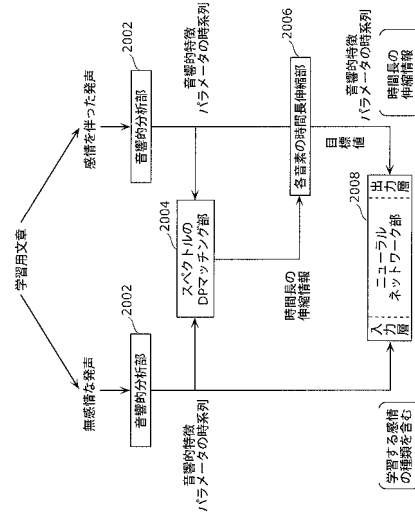 学習用文章
無感情な発声
感情を伴った発声
2002
音響的分析部
2002
音響的分析部
音響的特徴
パラメータの時系列
音響的特徴
パラメータの時系列
2004
スペクトルの
DPマッチング部
時間長の
伸縮情報
2006
各音素の時間長伸縮部
目標
値
音響的特徴
パラメータの時系列
時間長の
伸縮情報
2008
入力
層
ニューラル
ネットワーク部
出力
層
学習する感情
の種類を含む